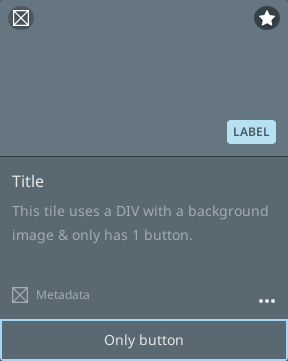 LABEL
Title
This tile uses a DIV with a background
image & only has 1 button.
Metadata
Only button